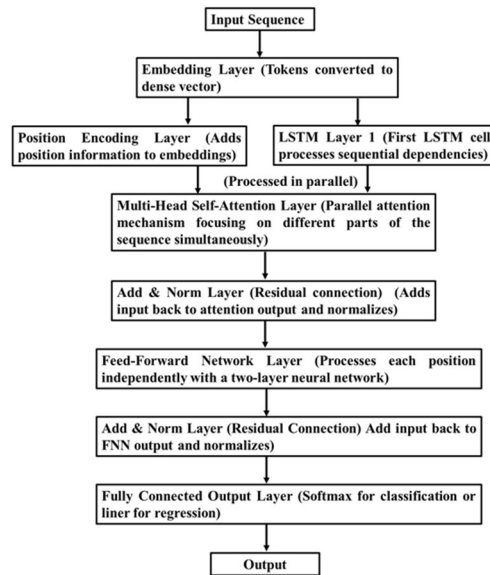 Input Sequence
Embedding Layer (Tokens converted to
dense vector)
Position Encoding Layer (Adds
position information to embeddings)
LSTM Layer 1 (First LSTM cell
processes sequential dependencies)
(Processed in parallel)
Multi-Head Self-Attention Layer (Parallel attention
mechanism focusing on different parts of the
sequence simultaneously)
Add & Norm Layer (Residual connection) (Adds
input back to attention output and normalizes)
Feed-Forward Network Layer (Processes each position
independently with a two-layer neural network)
Add & Norm Layer (Residual Connection) Add input back to
FNN output and normalizes)
Fully Connected Output Layer (Softmax for classification or
liner for regression)
Output